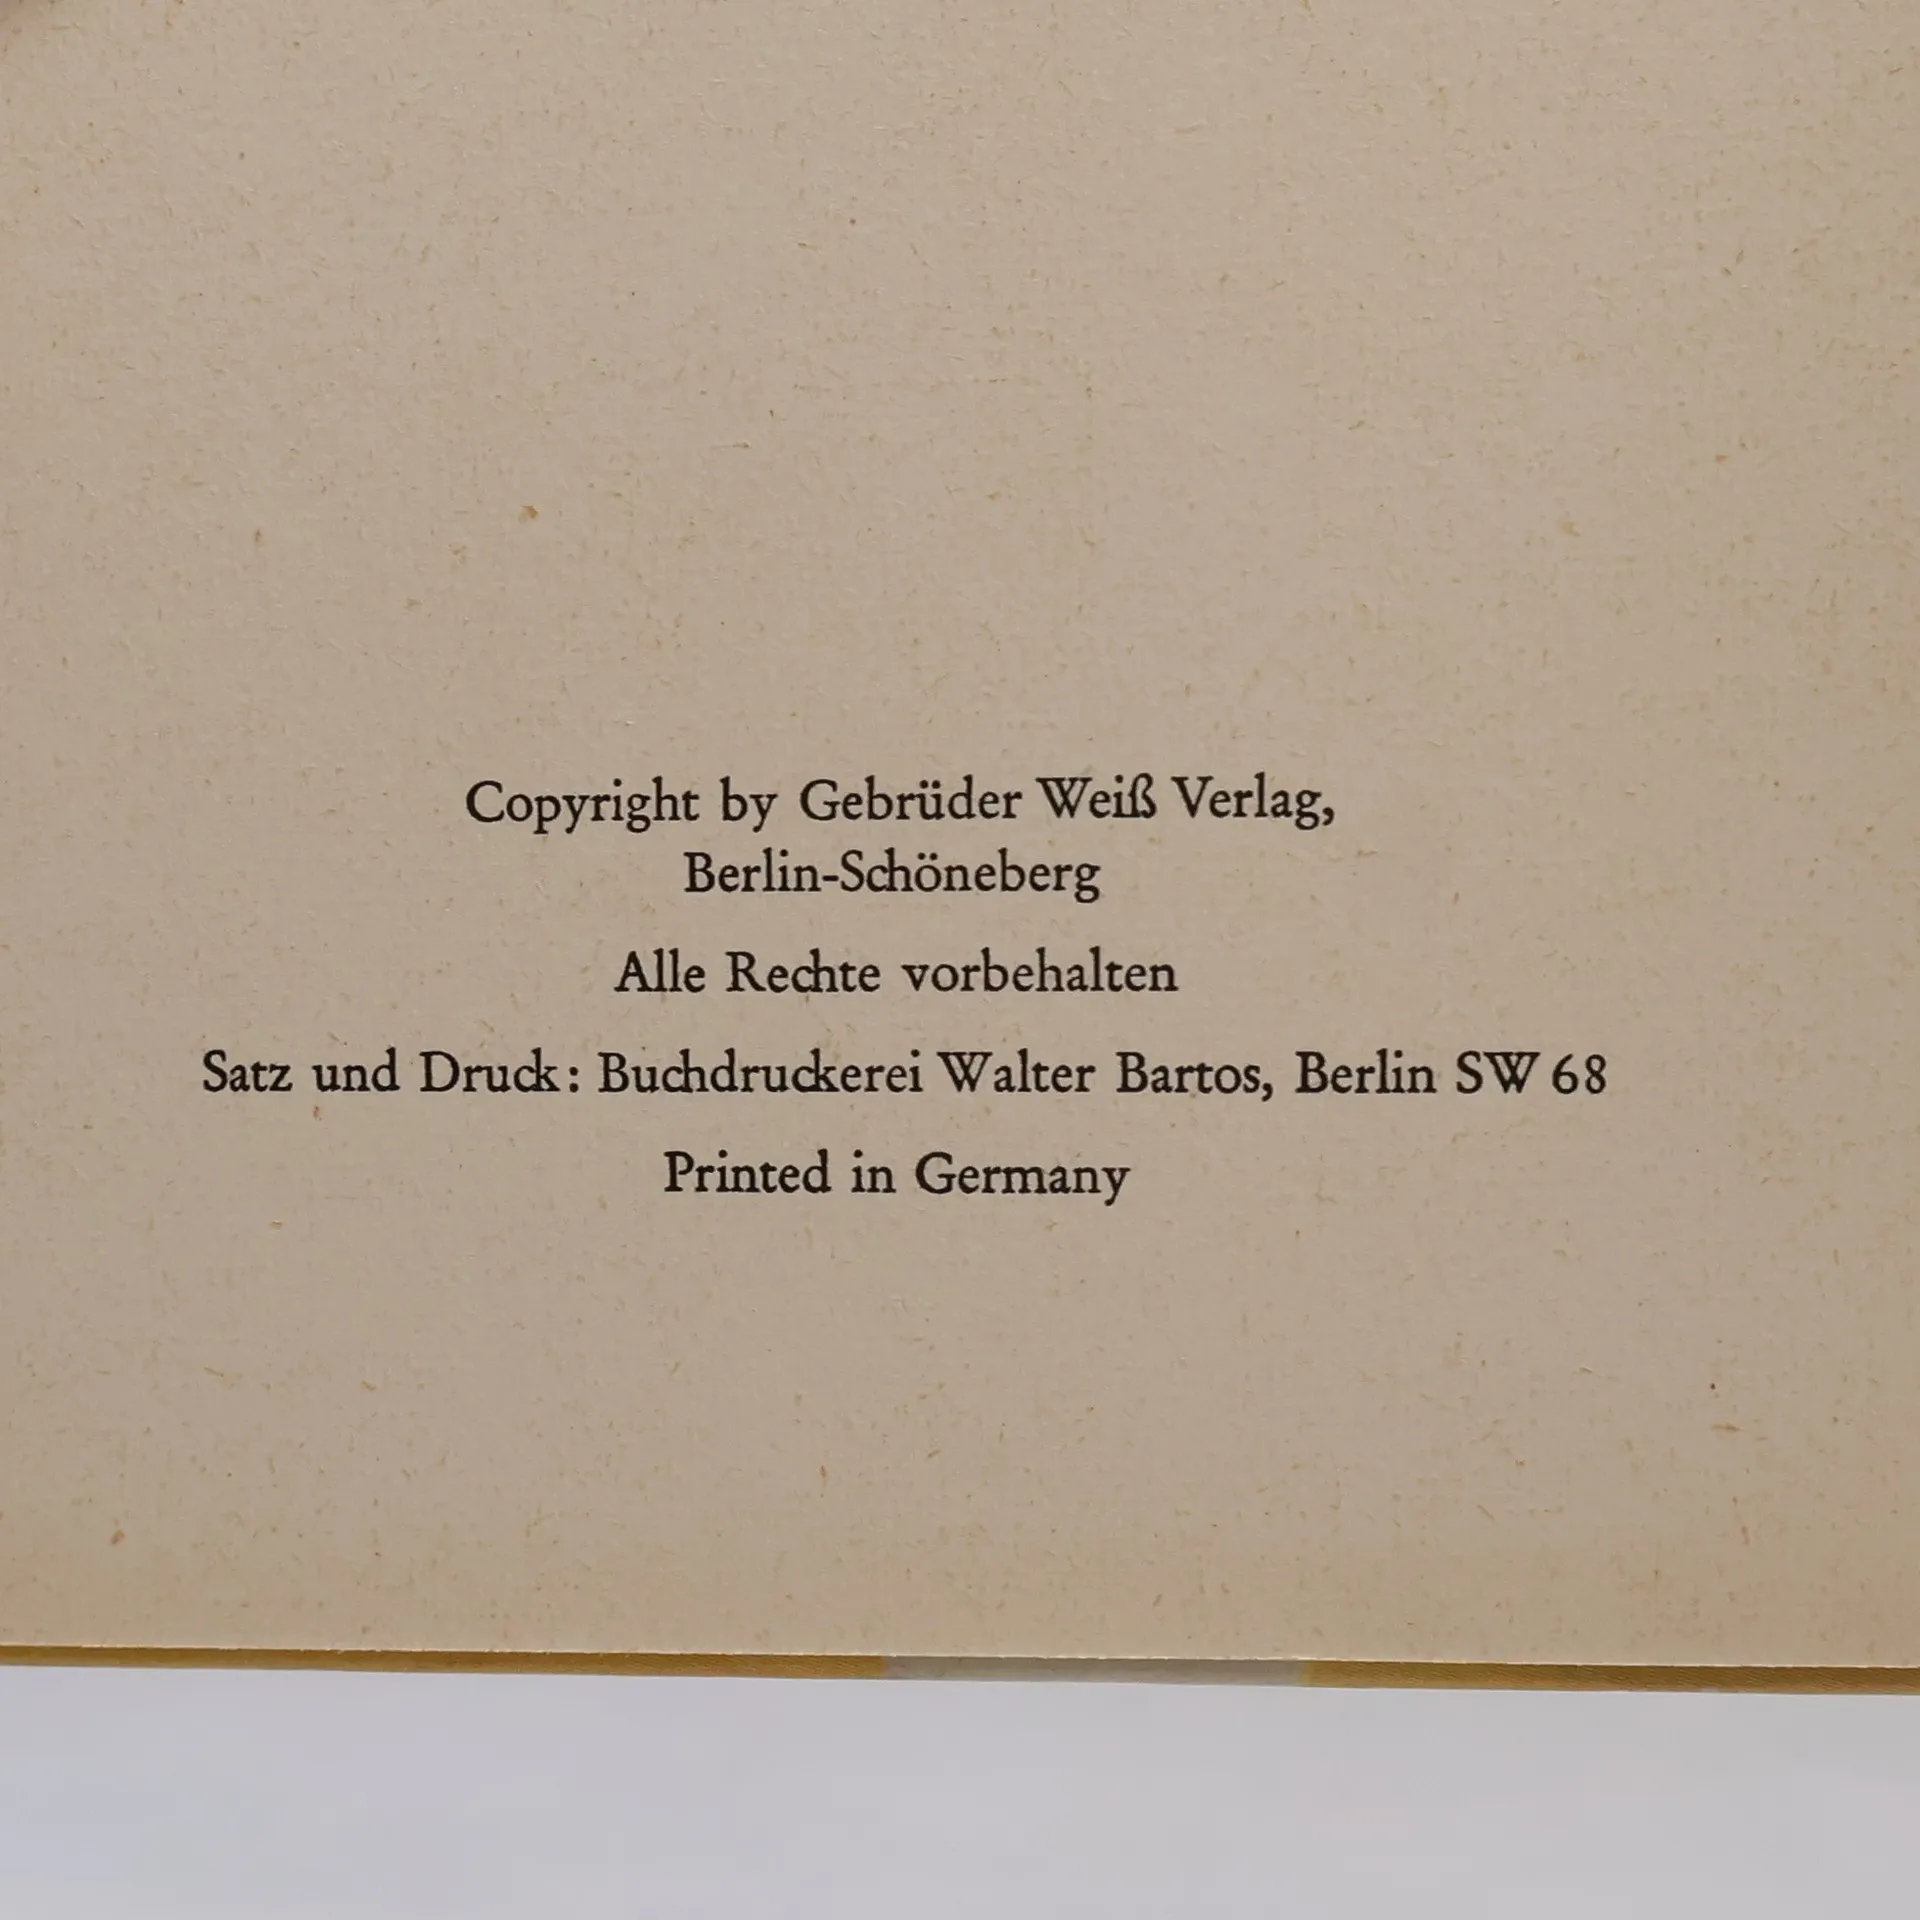 Copyright by Gebrüder Weiß Verlag,
Berlin-Schöneberg
Alle Rechte vorbehalten
Satz und Druck: Buchdruckerei Walter Bartos, Berlin SW 68
Printed in Germany